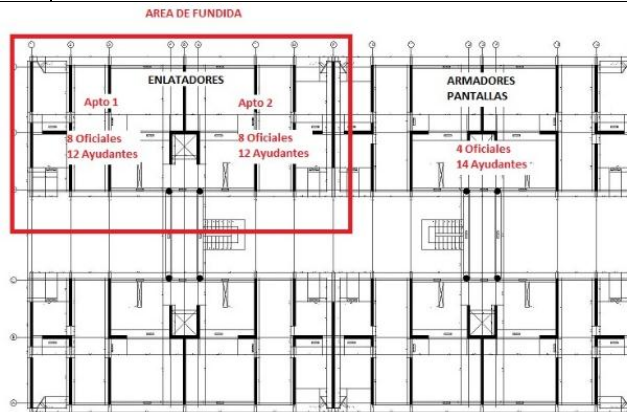 AREA DE FUNDIDA
ENLATADORES
ARMADORES
PANTALLAS
Apto 1
Apto 2
8 Oficiales
12 Ayudantes
8 Oficiales
12 Ayudantes
4 Oficiales
14 Ayudantes